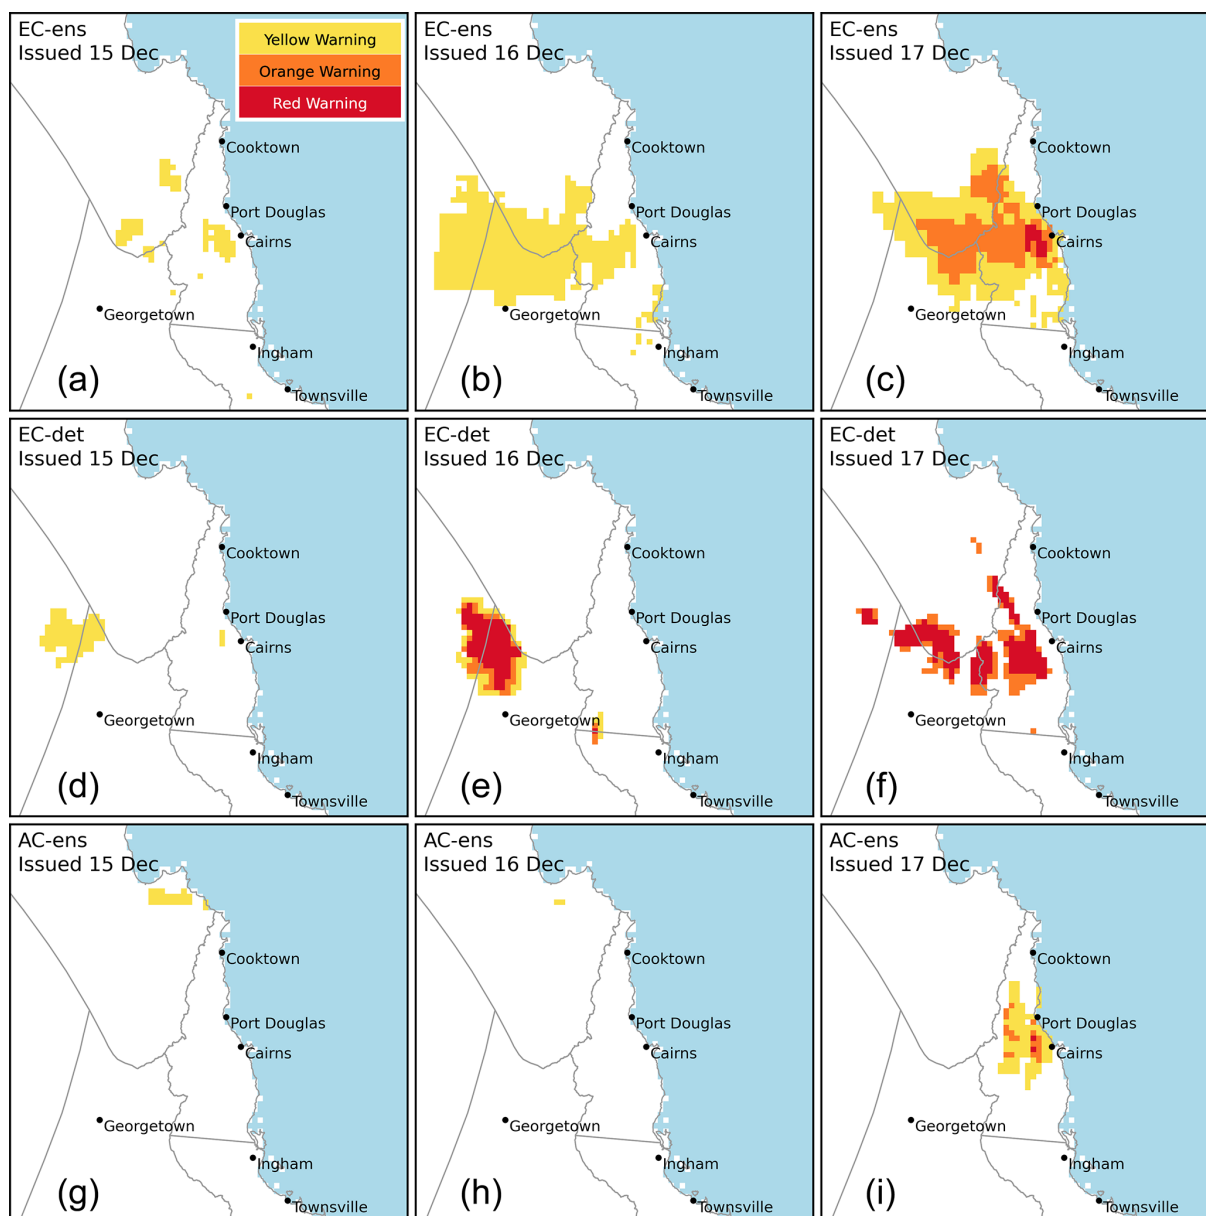 EC-ens
Issued 15 Dec
Yellow Warning
Orange Warning
Red Warning
Cooktown
Port Douglas
Cairns
Georgetown
Ingham
Townsville
(a)
EC-ens
Issued 16 Dec
Cooktown
Port Douglas
Cairns
Georgetown
Ingham
Townsville
(b)
EC-ens
Issued 17 Dec
Cooktown
Port Douglas
Cairns
Georgetown
Ingham
Townsville
(c)
EC-det
Issued 15 Dec
Cooktown
Port Douglas
Cairns
Georgetown
Ingham
Townsville
(d)
EC-det
Issued 16 Dec
Cooktown
Port Douglas
Cairns
Georgetown
Ingham
Townsville
(e)
EC-det
Issued 17 Dec
Cooktown
Port Douglas
Cairns
Georgetown
Ingham
Townsville
(f)
AC-ens
Issued 15 Dec
Cooktown
Port Douglas
Cairns
Georgetown
Ingham
Townsville
(g)
AC-ens
Issued 16 Dec
Cooktown
Port Douglas
Cairns
Georgetown
Ingham
Townsville
(h)
AC-ens
Issued 17 Dec
Cooktown
Port Douglas
Cairns
Georgetown
Ingham
Townsville
(i)